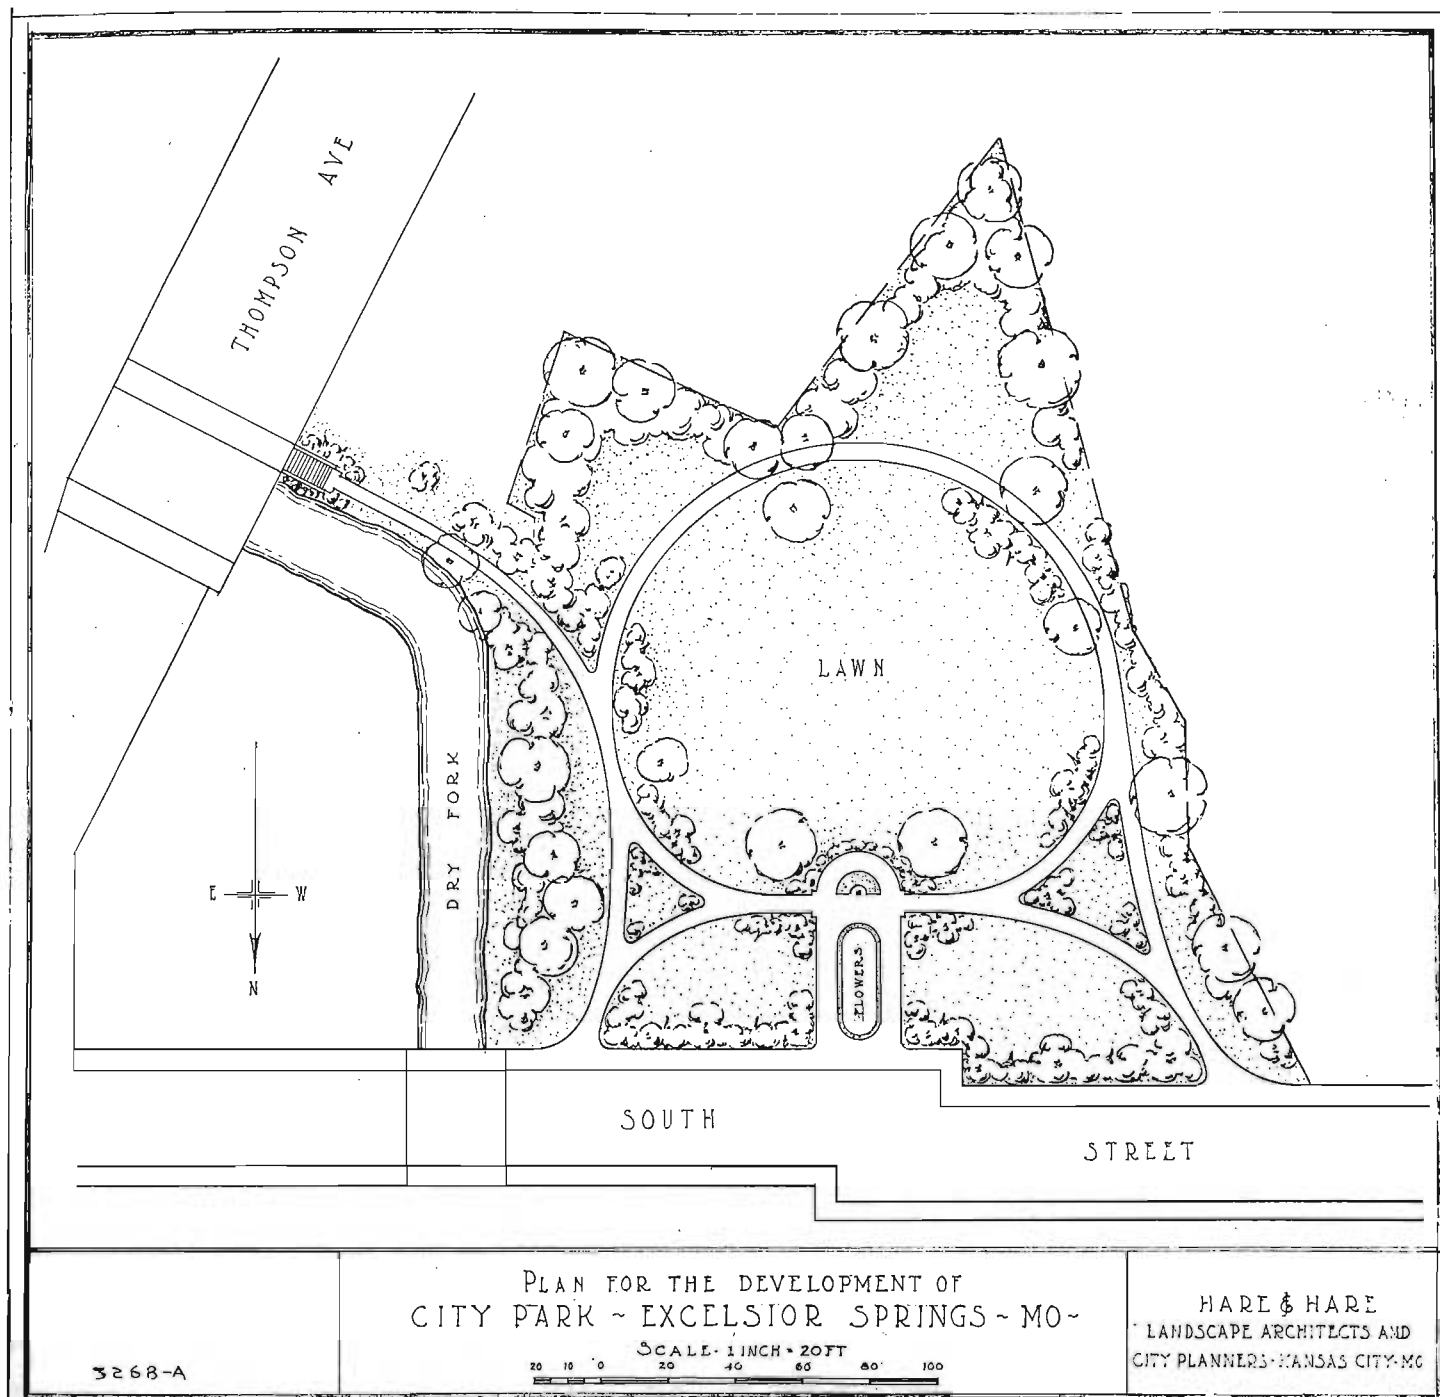 THOMPSON AVE
LAWN
DRY FORK
E W
N
FLOWERS
SOUTH STREET
PLAN FOR THE DEVELOPMENT OF
CITY PARK ~ EXCELSIOR SPRINGS ~ MO ~
SCALE · 1 INCH = 20 FT
20 10 0 20 40 60 80 100
3268-A
HARE & HARE
LANDSCAPE ARCHITECTS AND
CITY PLANNERS · KANSAS CITY · MO